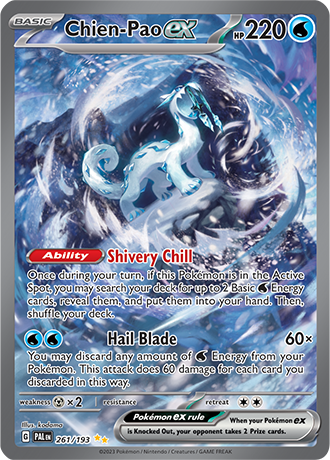 BASIC Chien-Pao ex HP 220
Ability Shivery Chill
Once during your turn, if this Pokémon is in the Active
Spot, you may search your deck for up to 2 Basic Energy
cards, reveal them, and put them into your hand. Then,
shuffle your deck.
Hail Blade 60×
You may discard any amount of Energy from your
Pokémon. This attack does 60 damage for each card you
discarded in this way.
weakness ×2 resistance retreat
Illus. kodama
Pokémon ex rule
When your Pokémon ex
is Knocked Out, your opponent takes 2 Prize cards.
G PAL EN 261/193
©2023 Pokémon / Nintendo / Creatures / GAME FREAK